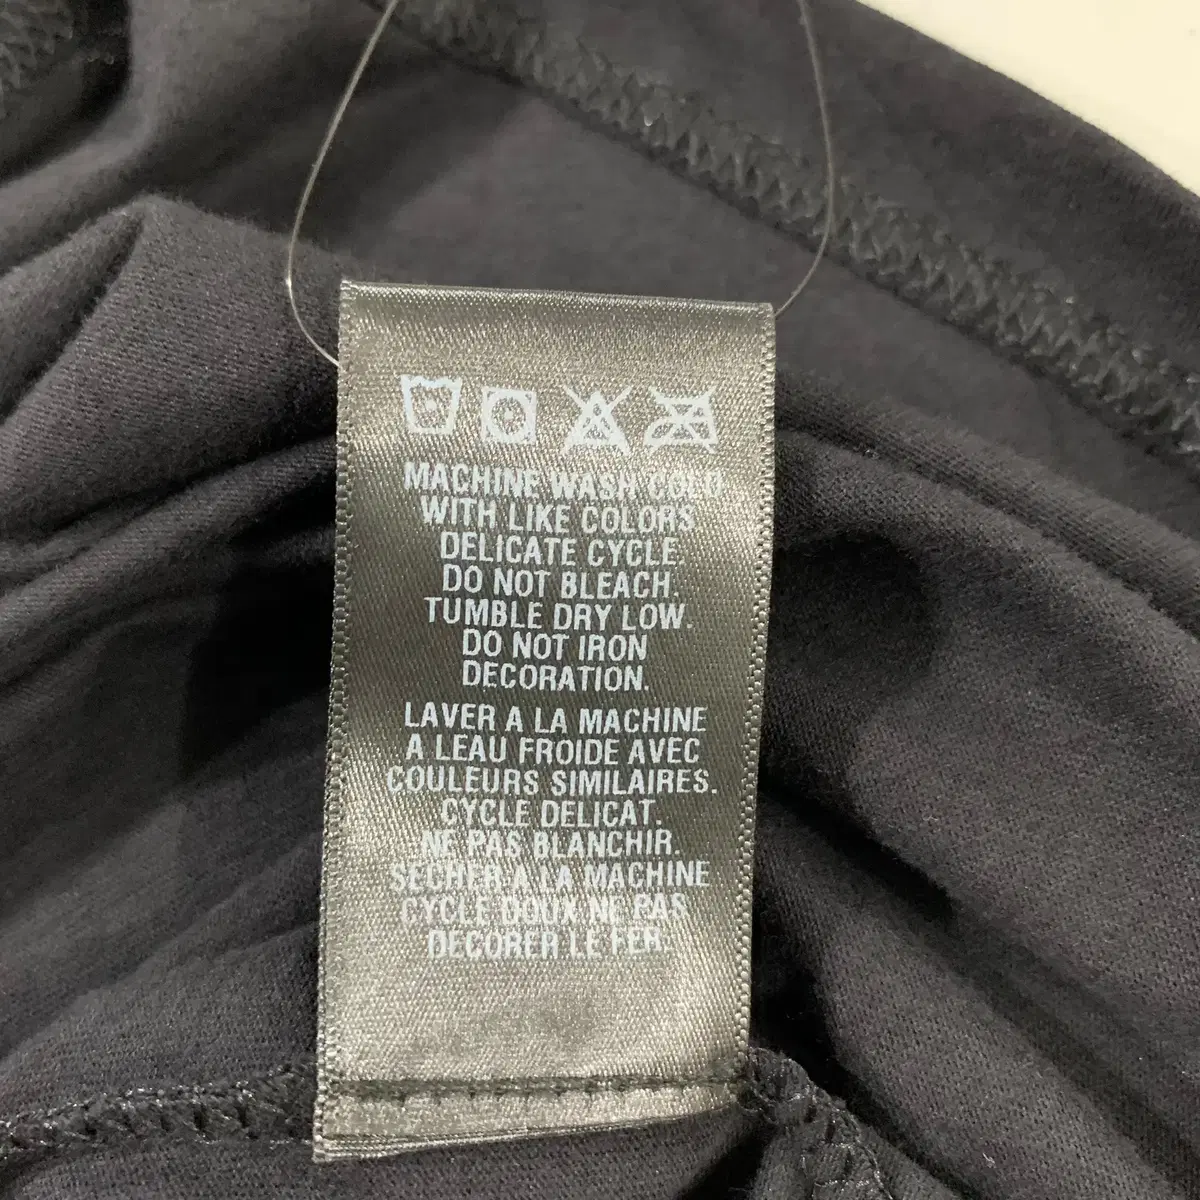 MACHINE WASH COLD
WITH LIKE COLORS
DELICATE CYCLE.
DO NOT BLEACH.
TUMBLE DRY LOW.
DO NOT IRON
DECORATION.
LAVER A LA MACHINE
A LEAU FROIDE AVEC
COULEURS SIMILAIRES.
CYCLE DELICAT.
NE PAS BLANCHIR.
SECHER A LA MACHINE
CYCLE DOUX NE PAS
DECORER LE FER.